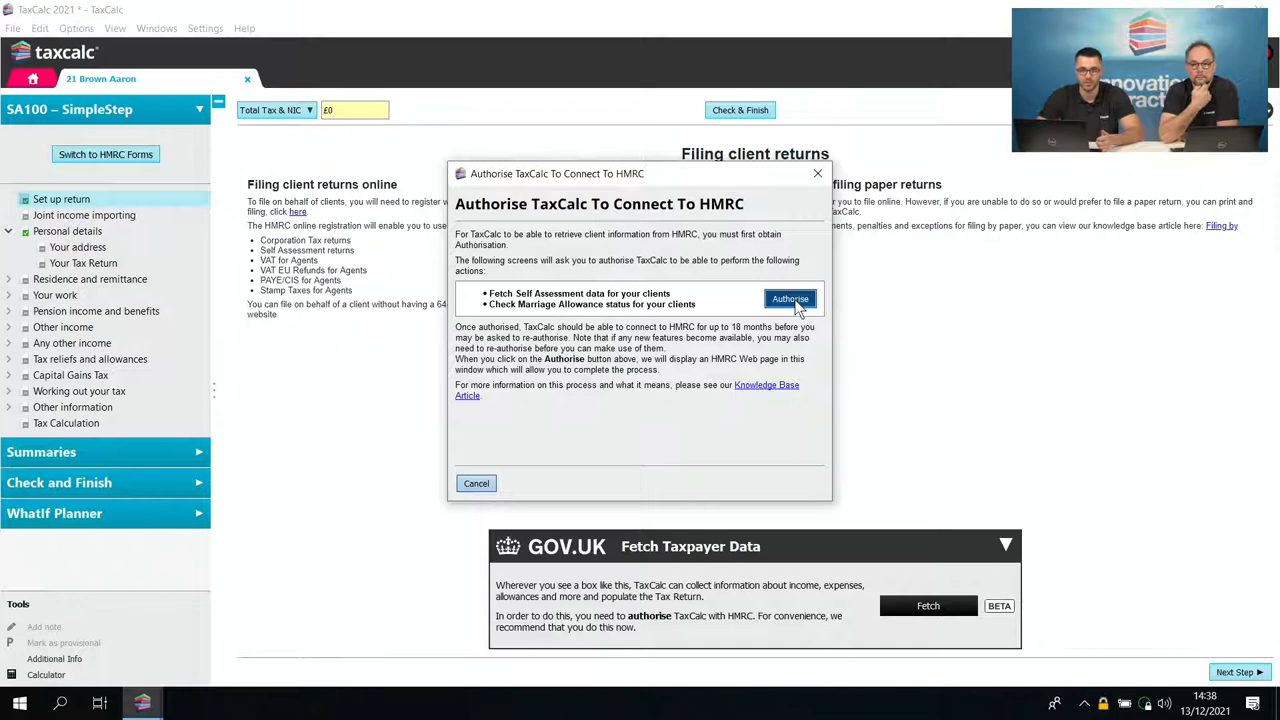 TaxCalc 2021 * - TaxCalc
File Edit Options View Windows Settings Help
taxcalc
21 Brown Aaron
SA100 – SimpleStep
Total Tax & NIC £0
Check & Finish
Switch to HMRC Forms
Filing client returns
Filing client returns online
filing paper returns
Set up return
Joint income importing
Personal details
Your address
Your Tax Return
Residence and remittance
Your work
Pension income and benefits
Other income
Any other income
Tax reliefs and allowances
Capital Gains Tax
Working out your tax
Other information
Tax Calculation
Summaries
Check and Finish
WhatIf Planner
Tools
Add note
Mark as provisional
Additional Info
Calculator
To file on behalf of clients, you will need to register w
filing, click here.
The HMRC online registration will enable you to use
Corporation Tax returns
Self Assessment returns
VAT for Agents
VAT EU Refunds for Agents
PAYE/CIS for Agents
Stamp Taxes for Agents
You can file on behalf of a client without having a 64
website.
you to file online. However, if you are unable to do so or would prefer to file a paper return, you can print and
xCalc.
nents, penalties and exceptions for filing by paper, you can view our knowledge base article here: Filing by
Authorise TaxCalc To Connect To HMRC
Authorise TaxCalc To Connect To HMRC
For TaxCalc to be able to retrieve client information from HMRC, you must first obtain
Authorisation.
The following screens will ask you to authorise TaxCalc to be able to perform the following
actions:
• Fetch Self Assessment data for your clients
• Check Marriage Allowance status for your clients
Authorise
Once authorised, TaxCalc should be able to connect to HMRC for up to 18 months before you
may be asked to re-authorise. Note that if any new features become available, you may also
need to re-authorise before you can make use of them.
When you click on the Authorise button above, we will display an HMRC Web page in this
window which will allow you to complete the process.
For more information on this process and what it means, please see our Knowledge Base
Article.
Cancel
GOV.UK Fetch Taxpayer Data
Wherever you see a box like this, TaxCalc can collect information about income, expenses,
allowances and more and populate the Tax Return.
In order to do this, you need to authorise TaxCalc with HMRC. For convenience, we
recommend that you do this now.
Fetch
BETA
Next Step
14:38
13/12/2021